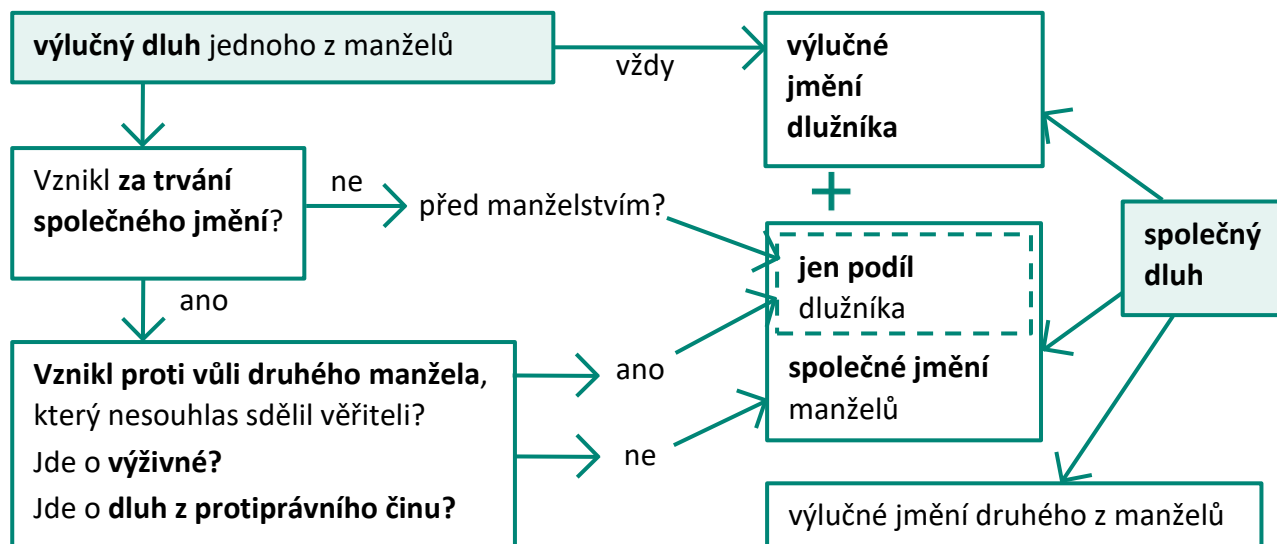 výlučný dluh jednoho z manželů
vždy
výlučné
jmění
dlužníka
Vznikl za trvání
společného jmění?
ne
před manželstvím?
+
jen podíl
dlužníka
společné jmění
manželů
společný
dluh
ano
Vznikl proti vůli druhého manžela,
který nesouhlas sdělil věřiteli?
Jde o výživné?
Jde o dluh z protiprávního činu?
ano
ne
výlučné jmění druhého z manželů